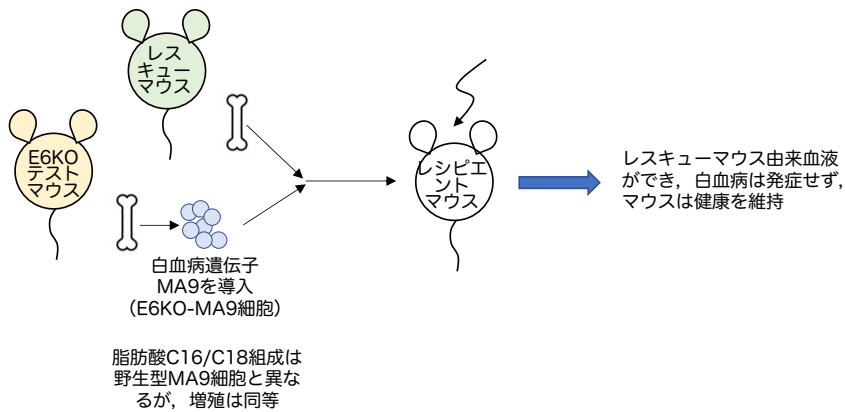 レス
キュー
マウス
E6KO
テスト
マウス
レシピエ
ント
マウス
レスキューマウス由来血液
ができ，白血病は発症せず，
マウスは健康を維持
白血病遺伝子
MA9を導入
（E6KO-MA9細胞）
脂肪酸C16/C18組成は
野生型MA9細胞と異な
るが，増殖は同等